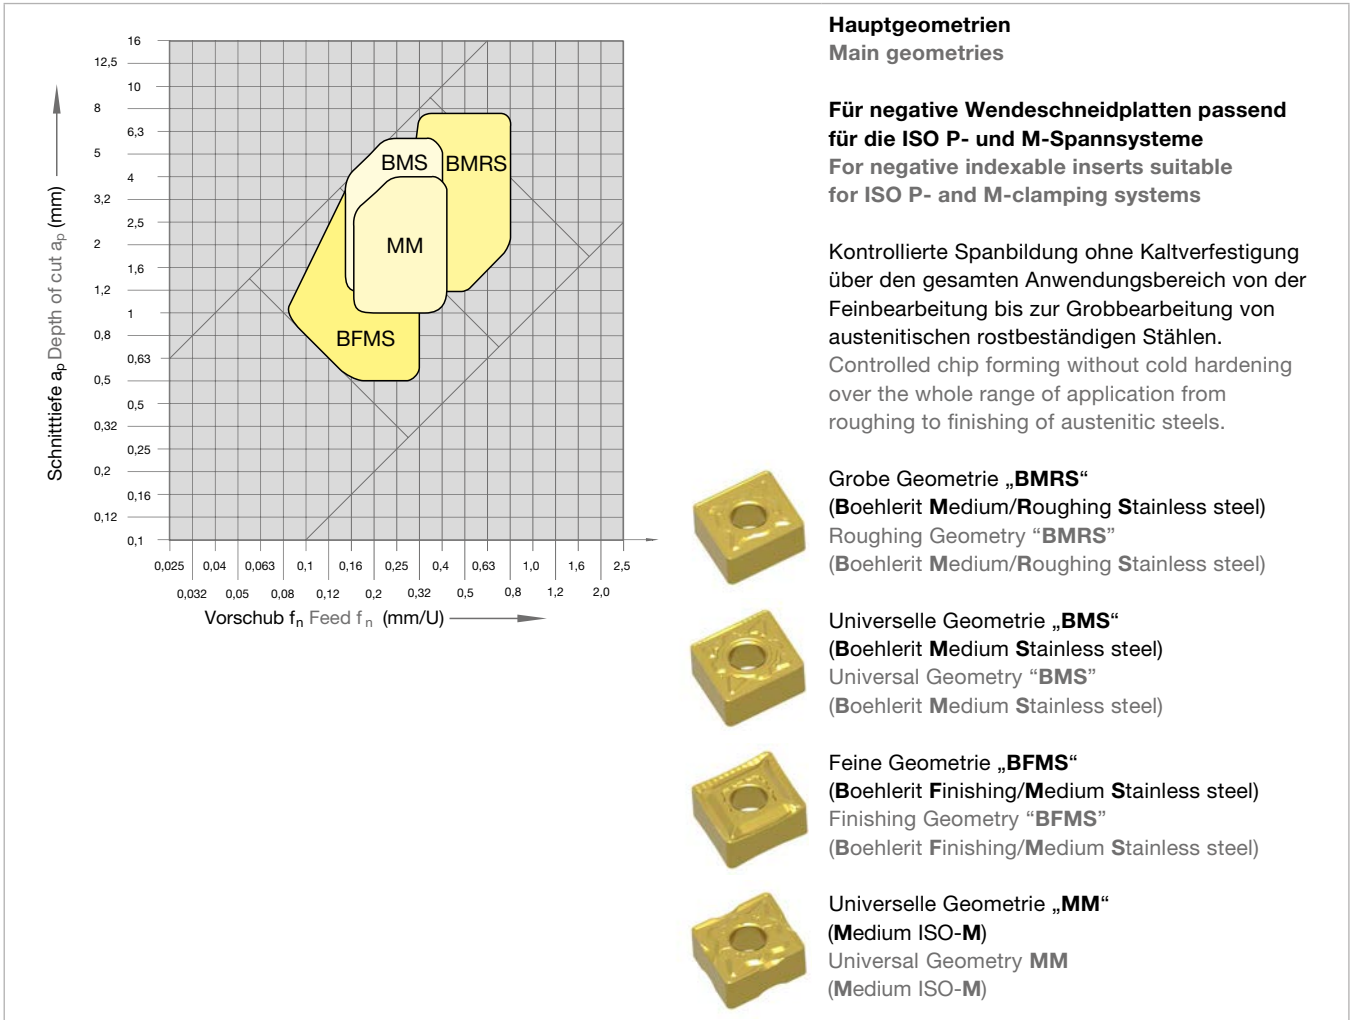 16
12,5
10
8
6,3
5
4
3,2
2,5
2
1,6
1,2
1
0,8
0,63
0,5
0,5
0,32
0,25
0,2
0,16
0,12
0,1
Schnitttiefe ap Depth of cut ap (mm)
BMS
BMRS
MM
BFMS
0,025 0,04 0,063 0,1 0,16 0,25 0,4 0,63 1,0 1,6 2,5
0,032 0,05 0,08 0,12 0,2 0,32 0,5 0,8 1,2 2,0
Vorschub fn Feed fn (mm/U)
Hauptgeometrien
Main geometries
Für negative Wendeschneidplatten passend
für die ISO P- und M-Spannsysteme
For negative indexable inserts suitable
for ISO P- and M-clamping systems
Kontrollierte Spanbildung ohne Kaltverfestigung
über den gesamten Anwendungsbereich von der
Feinbearbeitung bis zur Grobbearbeitung von
austenitischen rostbeständigen Stählen.
Controlled chip forming without cold hardening
over the whole range of application from
roughing to finishing of austenitic steels.
Grobe Geometrie „BMRS“
(Boehlerit Medium/Roughing Stainless steel)
Roughing Geometry “BMRS”
(Boehlerit Medium/Roughing Stainless steel)
Universelle Geometrie „BMS“
(Boehlerit Medium Stainless steel)
Universal Geometry “BMS”
(Boehlerit Medium Stainless steel)
Feine Geometrie „BFMS“
(Boehlerit Finishing/Medium Stainless steel)
Finishing Geometry “BFMS”
(Boehlerit Finishing/Medium Stainless steel)
Universelle Geometrie „MM“
(Medium ISO-M)
Universal Geometry MM
(Medium ISO-M)